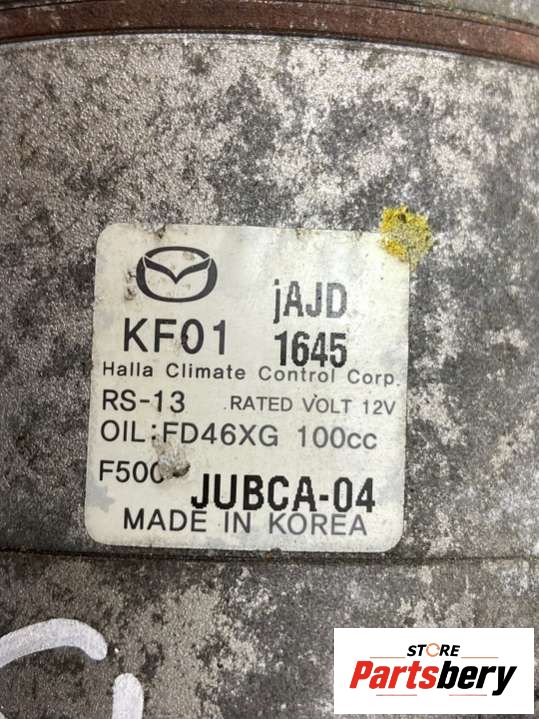 jAJD
KF01 1645
Halla Climate Control Corp.
RS-13 RATED VOLT 12V
OIL:FD46XG 100cc
JUBCA-04
MADE IN KOREA
STORE
Partsbery